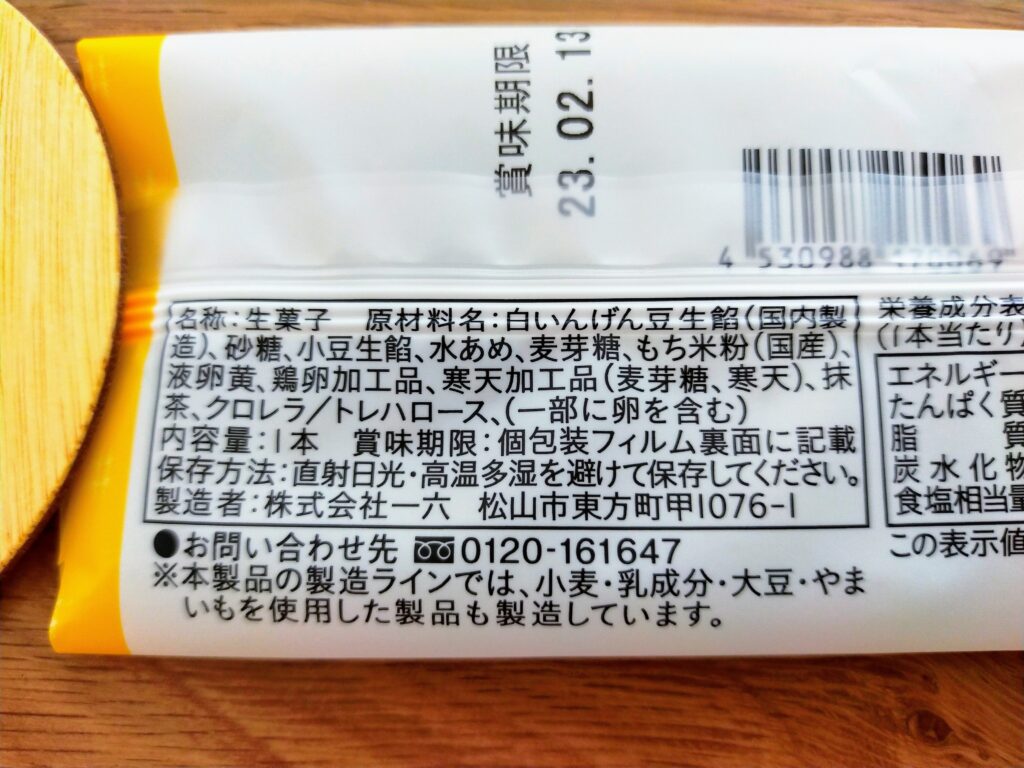 賞味期限
23.02.13
4 530988 170069
名称:生菓子 原材料名:白いんげん豆生餡(国内製
造)、砂糖、小豆生餡、水あめ、麦芽糖、もち米粉(国産)、
液卵黄、鶏卵加工品、寒天加工品(麦芽糖、寒天)、抹
茶、クロレラ/トレハロース、(一部に卵を含む)
内容量:1本 賞味期限:個包装フィルム裏面に記載
保存方法:直射日光・高温多湿を避けて保存してください。
製造者:株式会社一六 松山市東方町甲1076-1
●お問い合わせ先 0120-161647
※本製品の製造ラインでは、小麦・乳成分・大豆・やま
いもを使用した製品も製造しています。
栄養成分表
(1本当たり)
エネルギー
たんぱく質
脂質
炭水化物
食塩相当量
この表示値